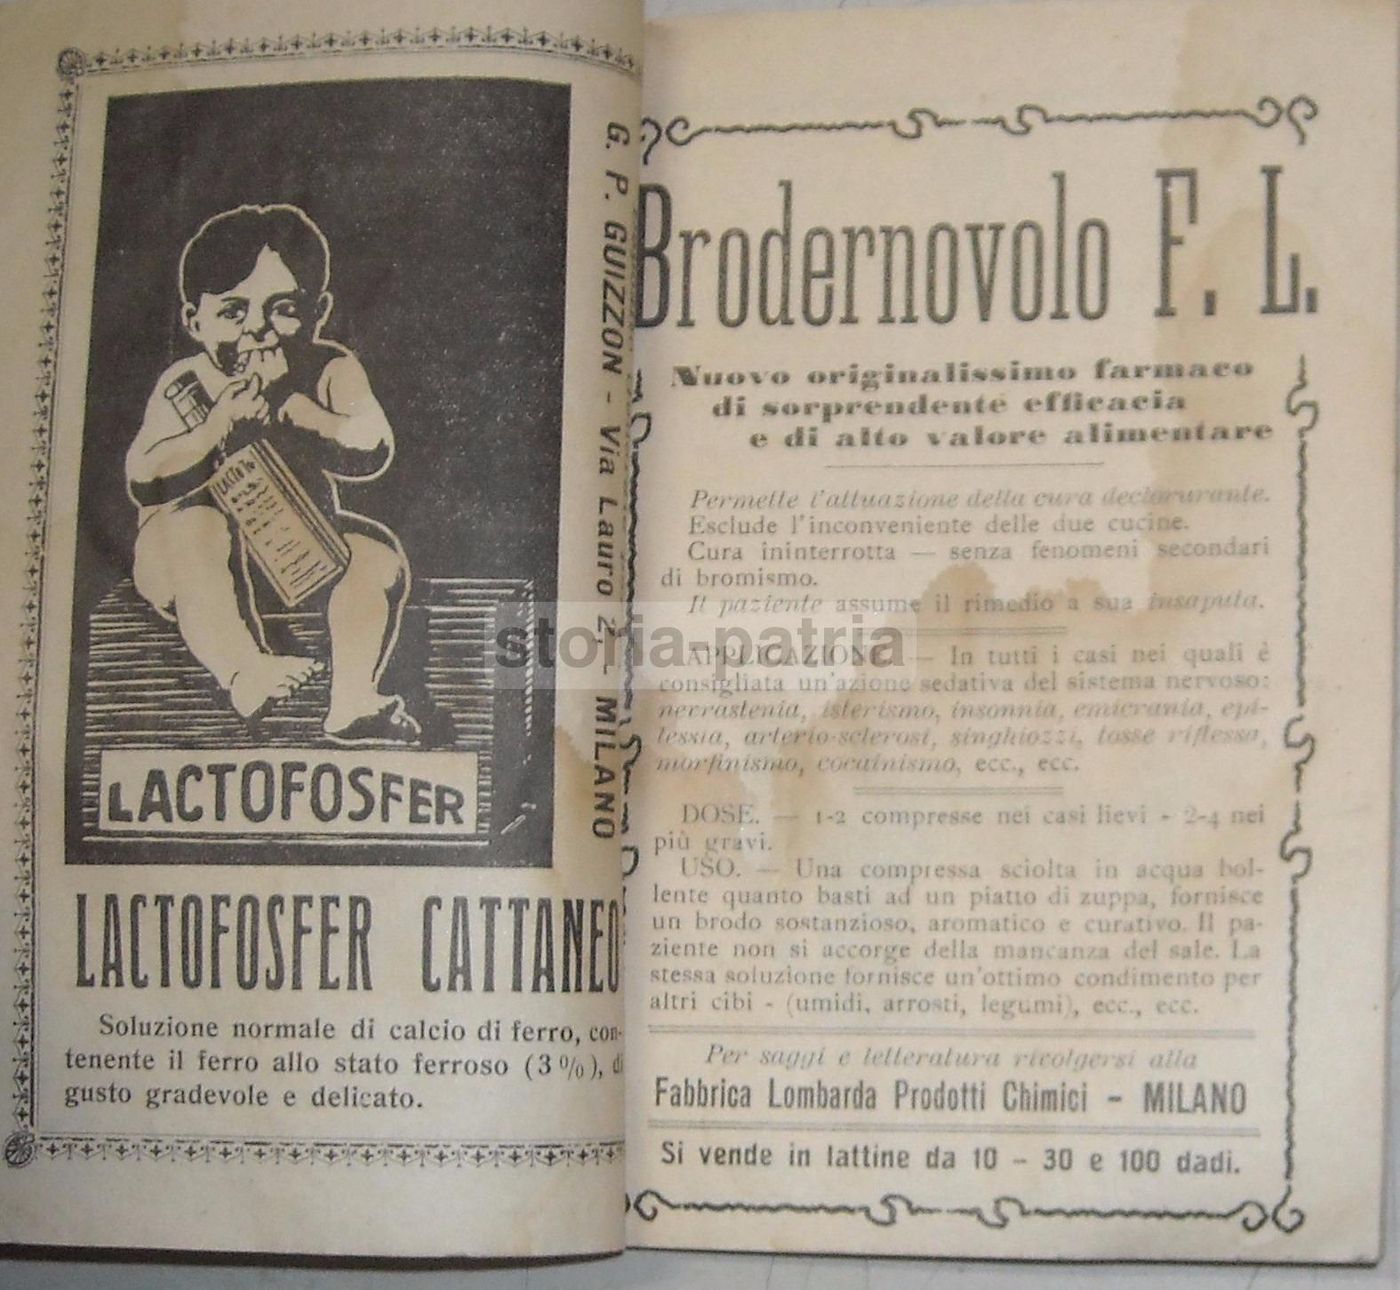 LACTO FO
LACTOFOSFER
G. P. GUIZZON - Via Lauro 2 - MILANO
LACTOFOSFER CATTANEO
Soluzione normale di calcio di ferro, con-
tenente il ferro allo stato ferroso (3 %), di
gusto gradevole e delicato.
Brodernovolo F. L.
Nuovo originalissimo farmaco
di sorprendente efficacia
e di alto valore alimentare
Permette l'attuazione della cura declorurante.
Esclude l'inconveniente delle due cucine.
Cura ininterrotta — senza fenomeni secondari
di bromismo.
Il paziente assume il rimedio a sua insaputa.
storia-patria
APPLICAZIONE. — In tutti i casi nei quali è
consigliata un'azione sedativa del sistema nervoso:
nevrastenia, isterismo, insonnia, emicrania, epi-
lessia, arterio-sclerosi, singhiozzi, tosse riflessa,
morfinismo, cocainismo, ecc., ecc.
DOSE. — 1-2 compresse nei casi lievi - 2-4 nei
più gravi.
USO. — Una compressa sciolta in acqua bol-
lente quanto basti ad un piatto di zuppa, fornisce
un brodo sostanzioso, aromatico e curativo. Il pa-
ziente non si accorge della mancanza del sale. La
stessa soluzione fornisce un'ottimo condimento per
altri cibi - (umidi, arrosti, legumi), ecc., ecc.
Per saggi e letteratura rivolgersi alla
Fabbrica Lombarda Prodotti Chimici - MILANO
Si vende in lattine da 10 - 30 e 100 dadi.